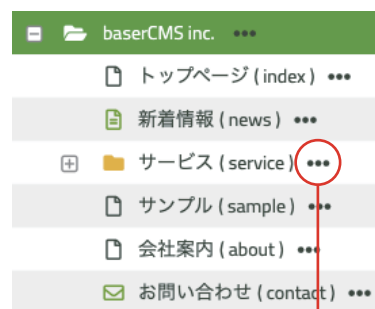 baserCMS inc. •••
トップページ ( index ) •••
新着情報 ( news ) •••
サービス ( service ) •••
サンプル ( sample ) •••
会社案内 ( about ) •••
お問い合わせ ( contact ) •••